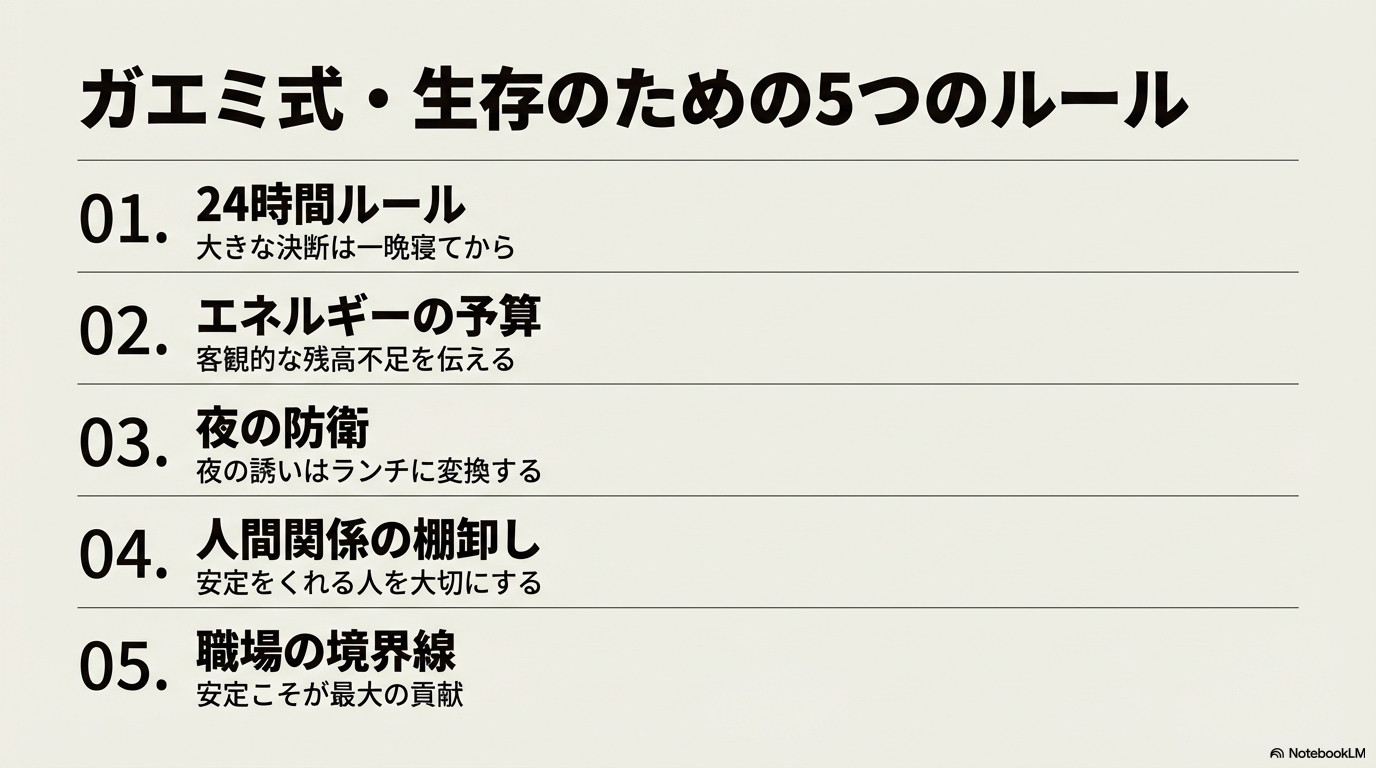 ガエミ式・生存のための5つのルール
01.
24時間ルール
大きな決断は一晩寝てから
02.
エネルギーの予算
客観的な残高不足を伝える
03.
夜の防衛
夜の誘いはランチに変換する
04.
人間関係の棚卸し
安定をくれる人を大切にする
05.
職場の境界線
安定こそが最大の貢献
NotebookLM